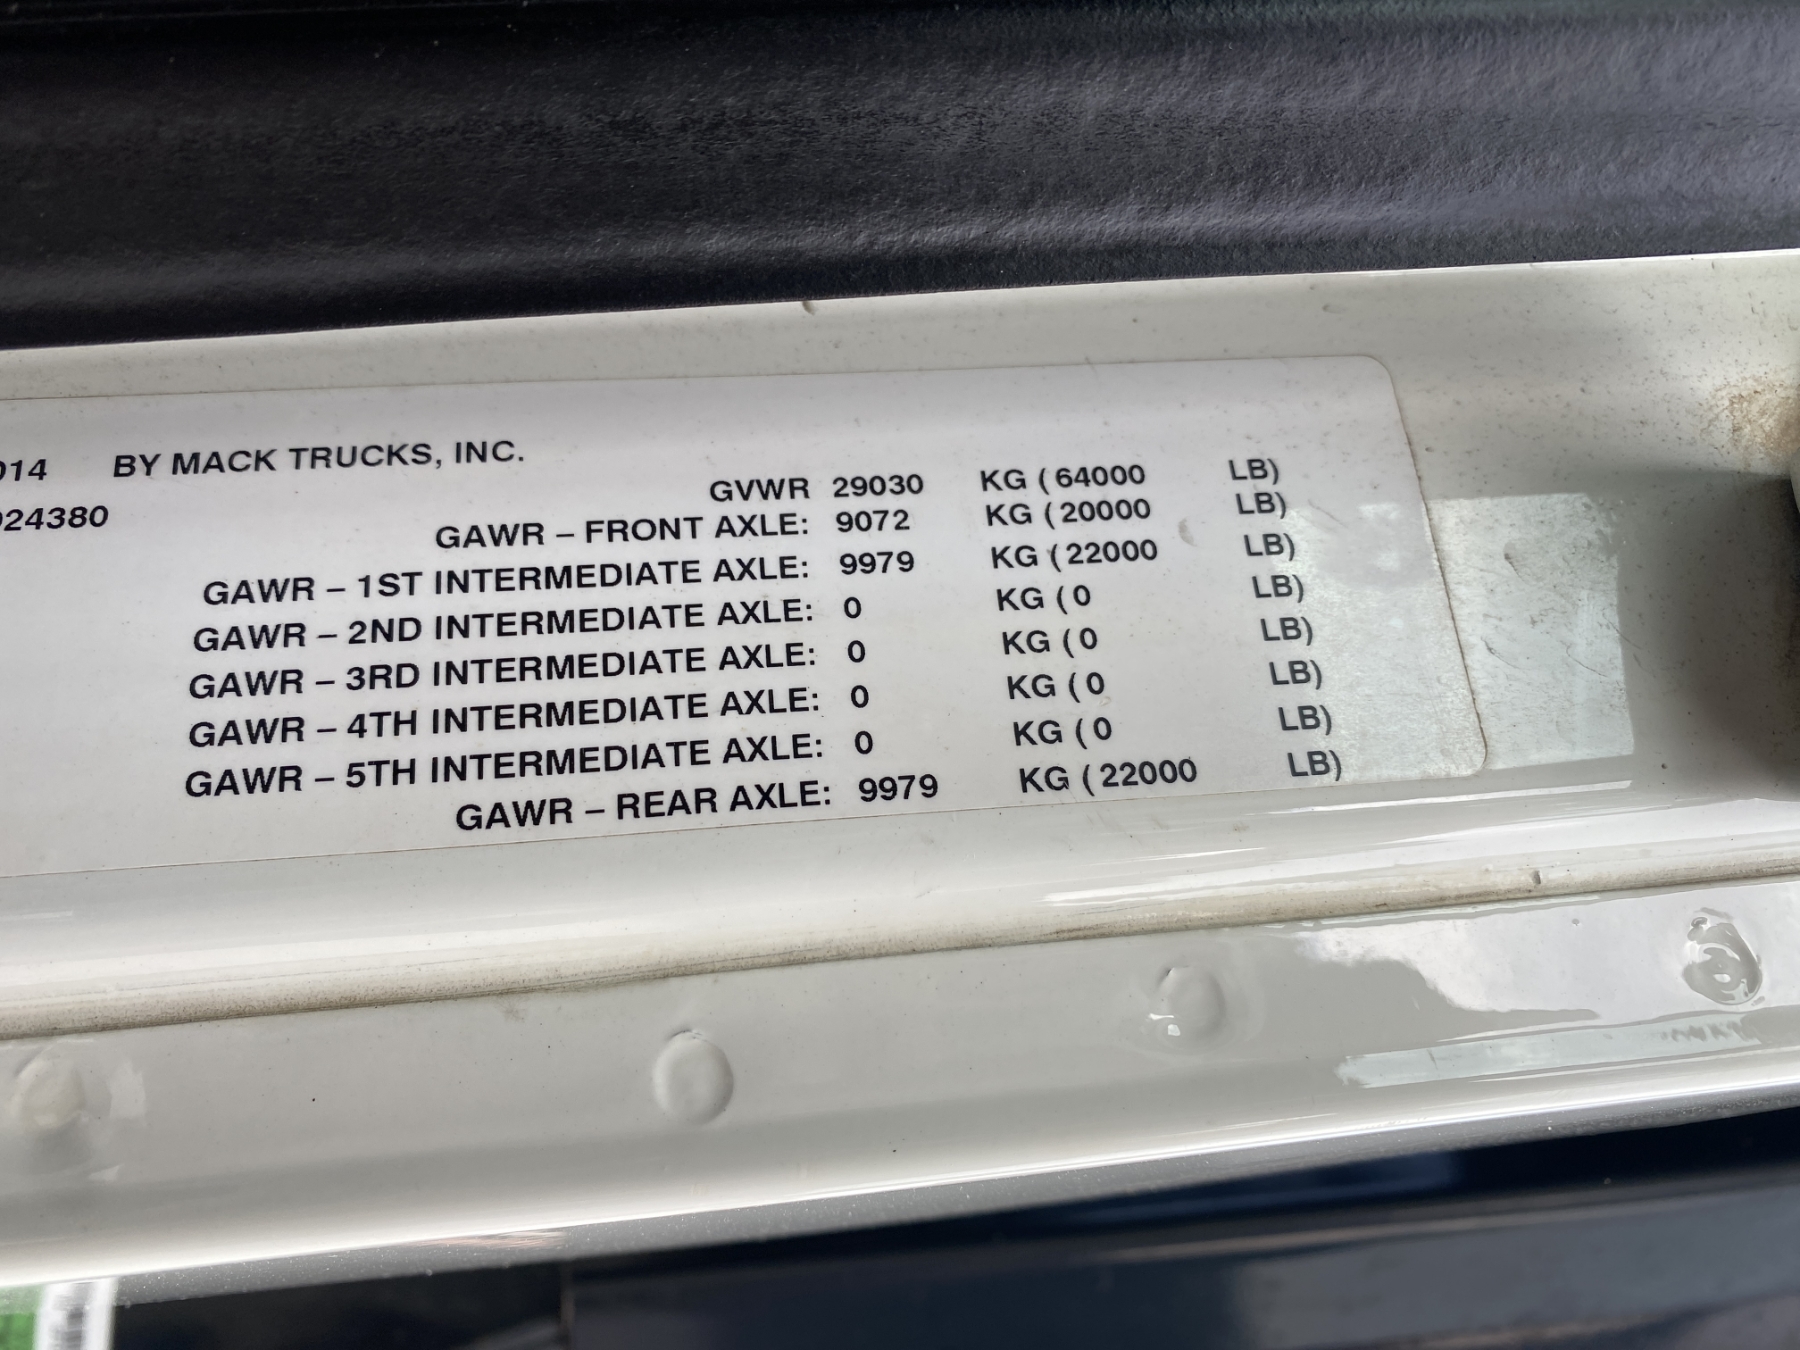 014 BY MACK TRUCKS, INC.
GVWR 29030 KG ( 64000 LB)
924380
GAWR – FRONT AXLE: 9072 KG ( 20000 LB)
GAWR – 1ST INTERMEDIATE AXLE: 9979 KG ( 22000 LB)
GAWR – 2ND INTERMEDIATE AXLE: 0 KG ( 0 LB)
GAWR – 3RD INTERMEDIATE AXLE: 0 KG ( 0 LB)
GAWR – 4TH INTERMEDIATE AXLE: 0 KG ( 0 LB)
GAWR – 5TH INTERMEDIATE AXLE: 0 KG ( 0 LB)
GAWR – REAR AXLE: 9979 KG ( 22000 LB)